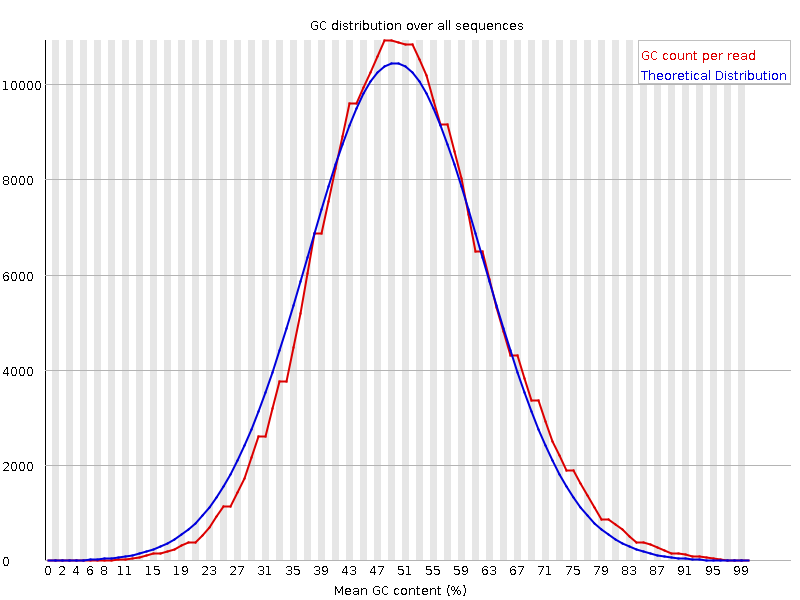 GC distribution over all sequences
GC count per read
Theoretical Distribution
10000
8000
6000
4000
2000
0
0 2 4 6 8 11 15 19 23 27 31 35 39 43 47 51 55 59 63 67 71 75 79 83 87 91 95 99
Mean GC content (%)